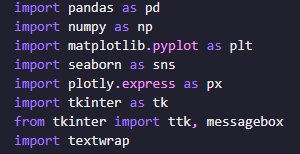 import pandas as pd
import numpy as np
import matplotlib.pyplot as plt
import seaborn as sns
import plotly.express as px
import tkinter as tk
from tkinter import ttk, messagebox
import textwrap